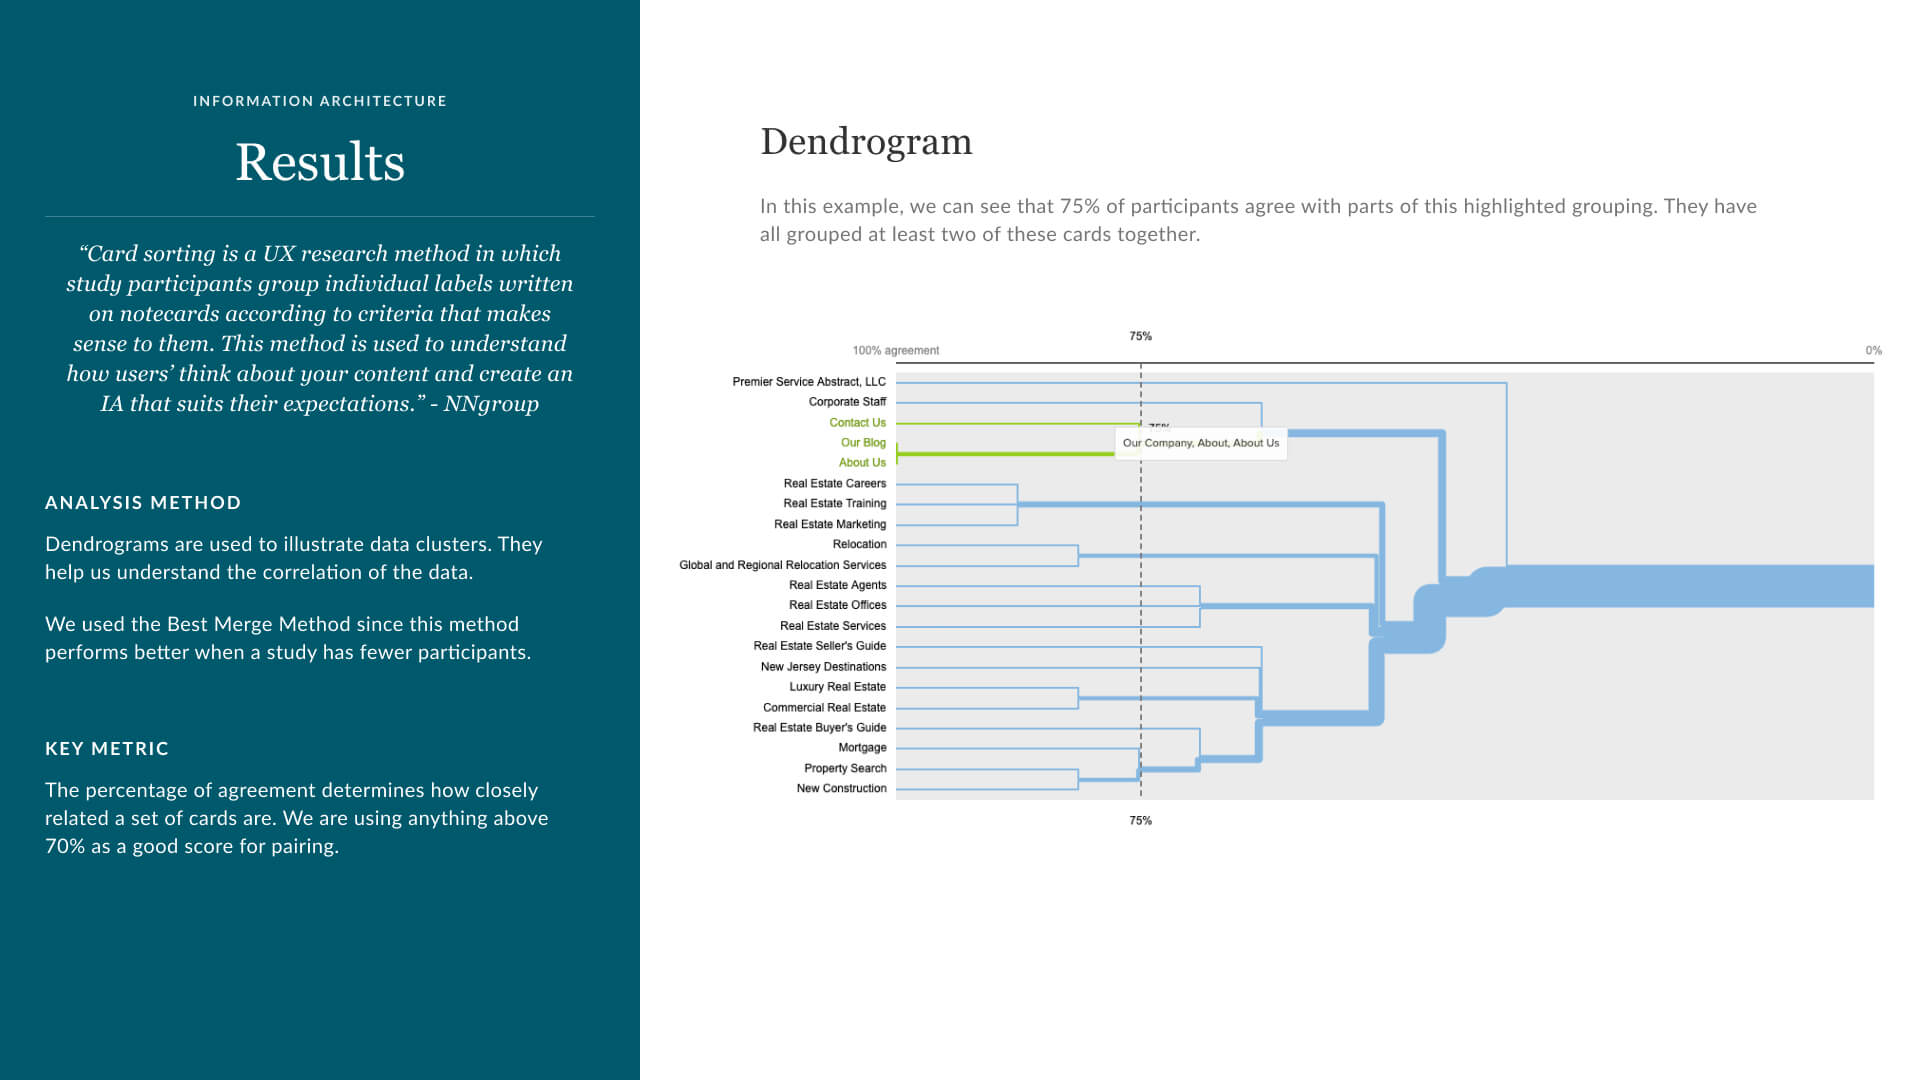 INFORMATION ARCHITECTURE
Results
“Card sorting is a UX research method in which
study participants group individual labels written
on notecards according to criteria that makes
sense to them. This method is used to understand
how users’ think about your content and create an
IA that suits their expectations.” - NNgroup
ANALYSIS METHOD
Dendrograms are used to illustrate data clusters. They
help us understand the correlation of the data.
We used the Best Merge Method since this method
performs better when a study has fewer participants.
KEY METRIC
The percentage of agreement determines how closely
related a set of cards are. We are using anything above
70% as a good score for pairing.
Dendrogram
In this example, we can see that 75% of participants agree with parts of this highlighted grouping. They have
all grouped at least two of these cards together.
75%
100% agreement
0%
Premier Service Abstract, LLC
Corporate Staff
Contact Us
75%
Our Blog
Our Company, About, About Us
About Us
Real Estate Careers
Real Estate Training
Real Estate Marketing
Relocation
Global and Regional Relocation Services
Real Estate Agents
Real Estate Offices
Real Estate Services
Real Estate Seller's Guide
New Jersey Destinations
Luxury Real Estate
Commercial Real Estate
Real Estate Buyer's Guide
Mortgage
Property Search
New Construction
75%